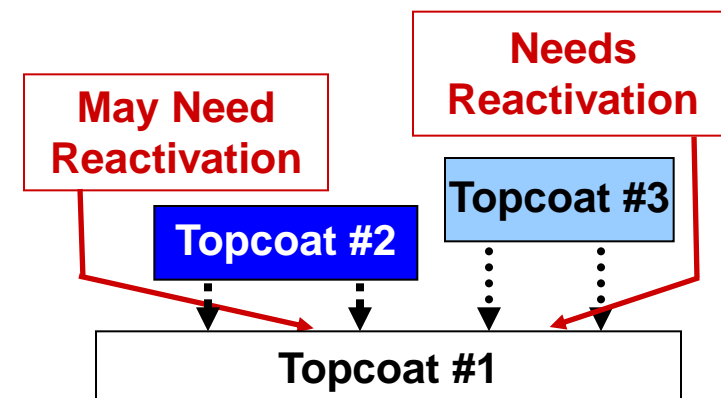 Needs
Reactivation
May Need
Reactivation
Topcoat #3
Topcoat #2
Topcoat #1